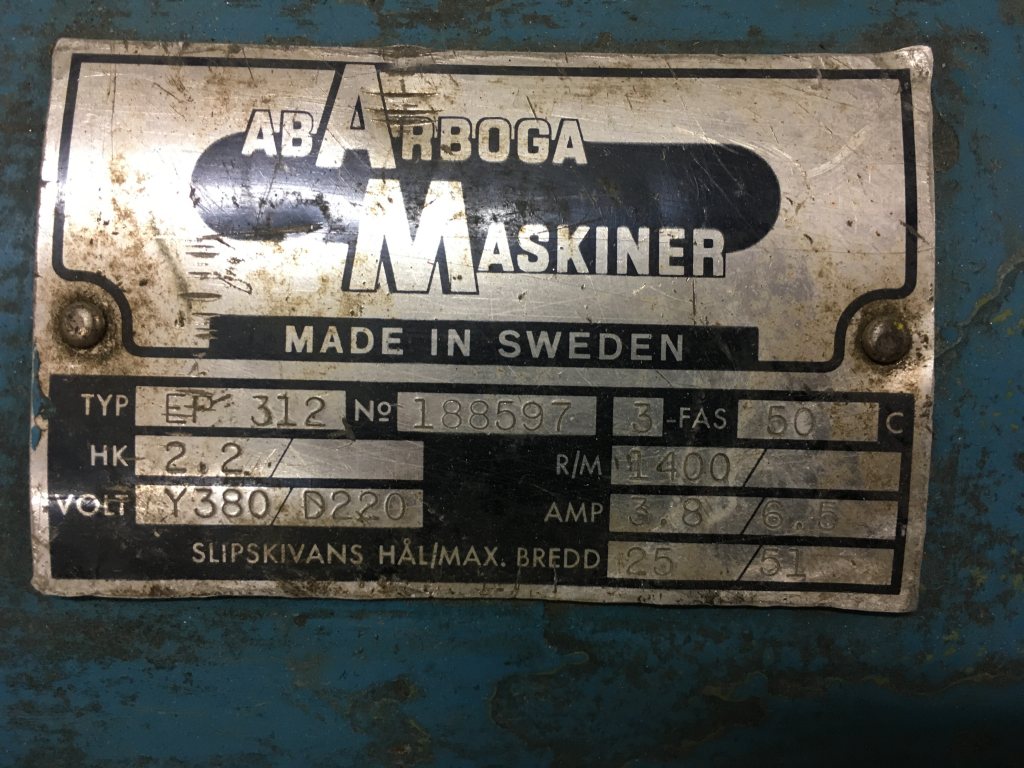 AB ARBOGA
MASKINER
MADE IN SWEDEN
TYP EP 312 Nº 188597 3-FAS 50 C
HK 2.2/ R/M 1400/
VOLT Y380/D220 AMP 3.8/6.5
SLIPSKIVANS HÅL/MAX. BREDD 25/51